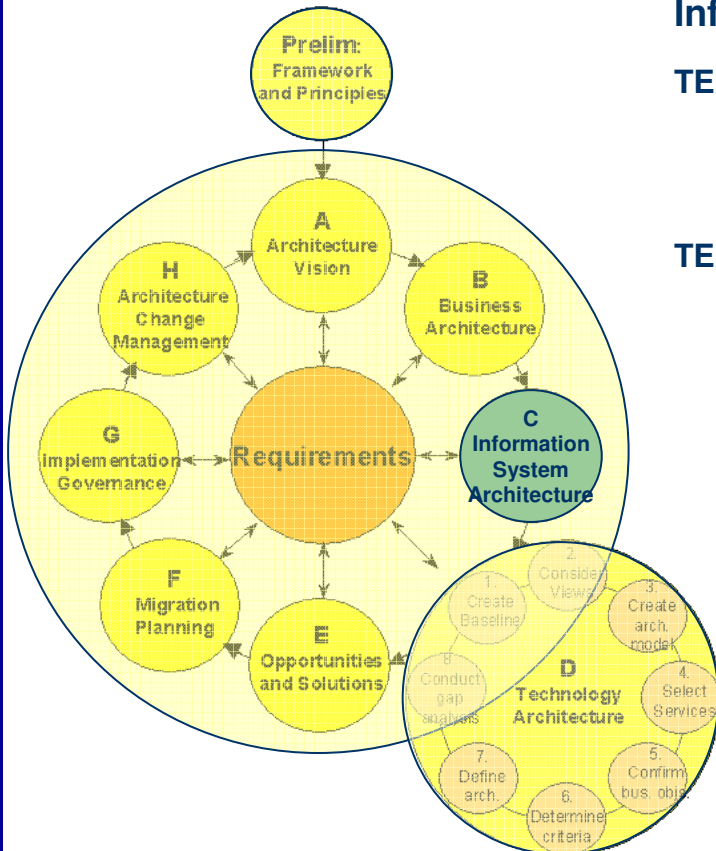 Inf
TE
TE
Prelim:
Framework
and Principles
A
Architecture
Vision
B
Business
Architecture
C
Information
System
Architecture
D
Technology
Architecture
1.
Create
Baseline
2.
Consider
Views
3.
Create
arch.
model
4.
Select
Services
5.
Confirm
bus. objs.
6.
Determine
criteria
7.
Define
arch.
8
Conduct
gap
analysis
E
Opportunities
and Solutions
F
Migration
Planning
G
Implementation
Governance
H
Architecture
Change
Management
Requirements